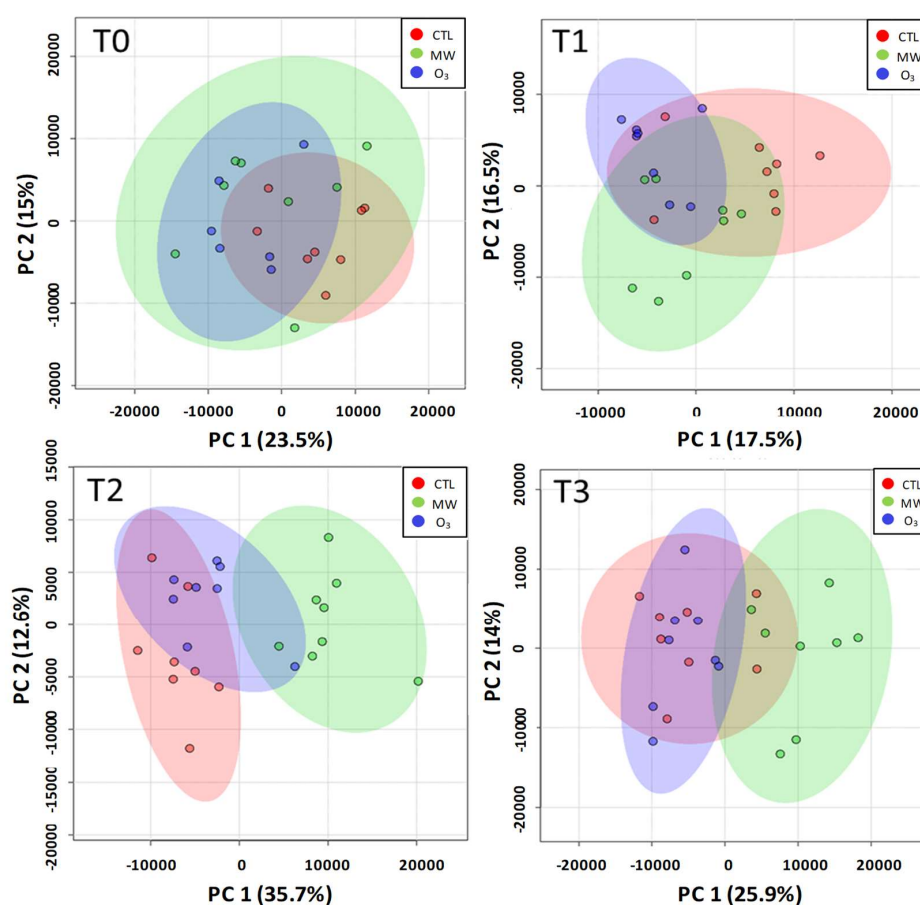 T0
CTL
MW
O₃
20000
10000
0
-10000
-20000
PC 2 (15%)
-20000 -10000 0 10000 20000
PC 1 (23.5%)
T1
CTL
MW
O₃
10000
0
-10000
-20000
PC 2 (16.5%)
-10000 0 10000 20000
PC 1 (17.5%)
T2
CTL
MW
O₃
15000
10000
50000
0
-50000
-10000
-15000
-20000
PC 2 (12.6%)
-10000 0 10000 20000
PC 1 (35.7%)
T3
CTL
MW
O₃
20000
10000
0
-10000
-20000
PC 2 (14%)
-20000 -10000 0 10000 20000
PC 1 (25.9%)